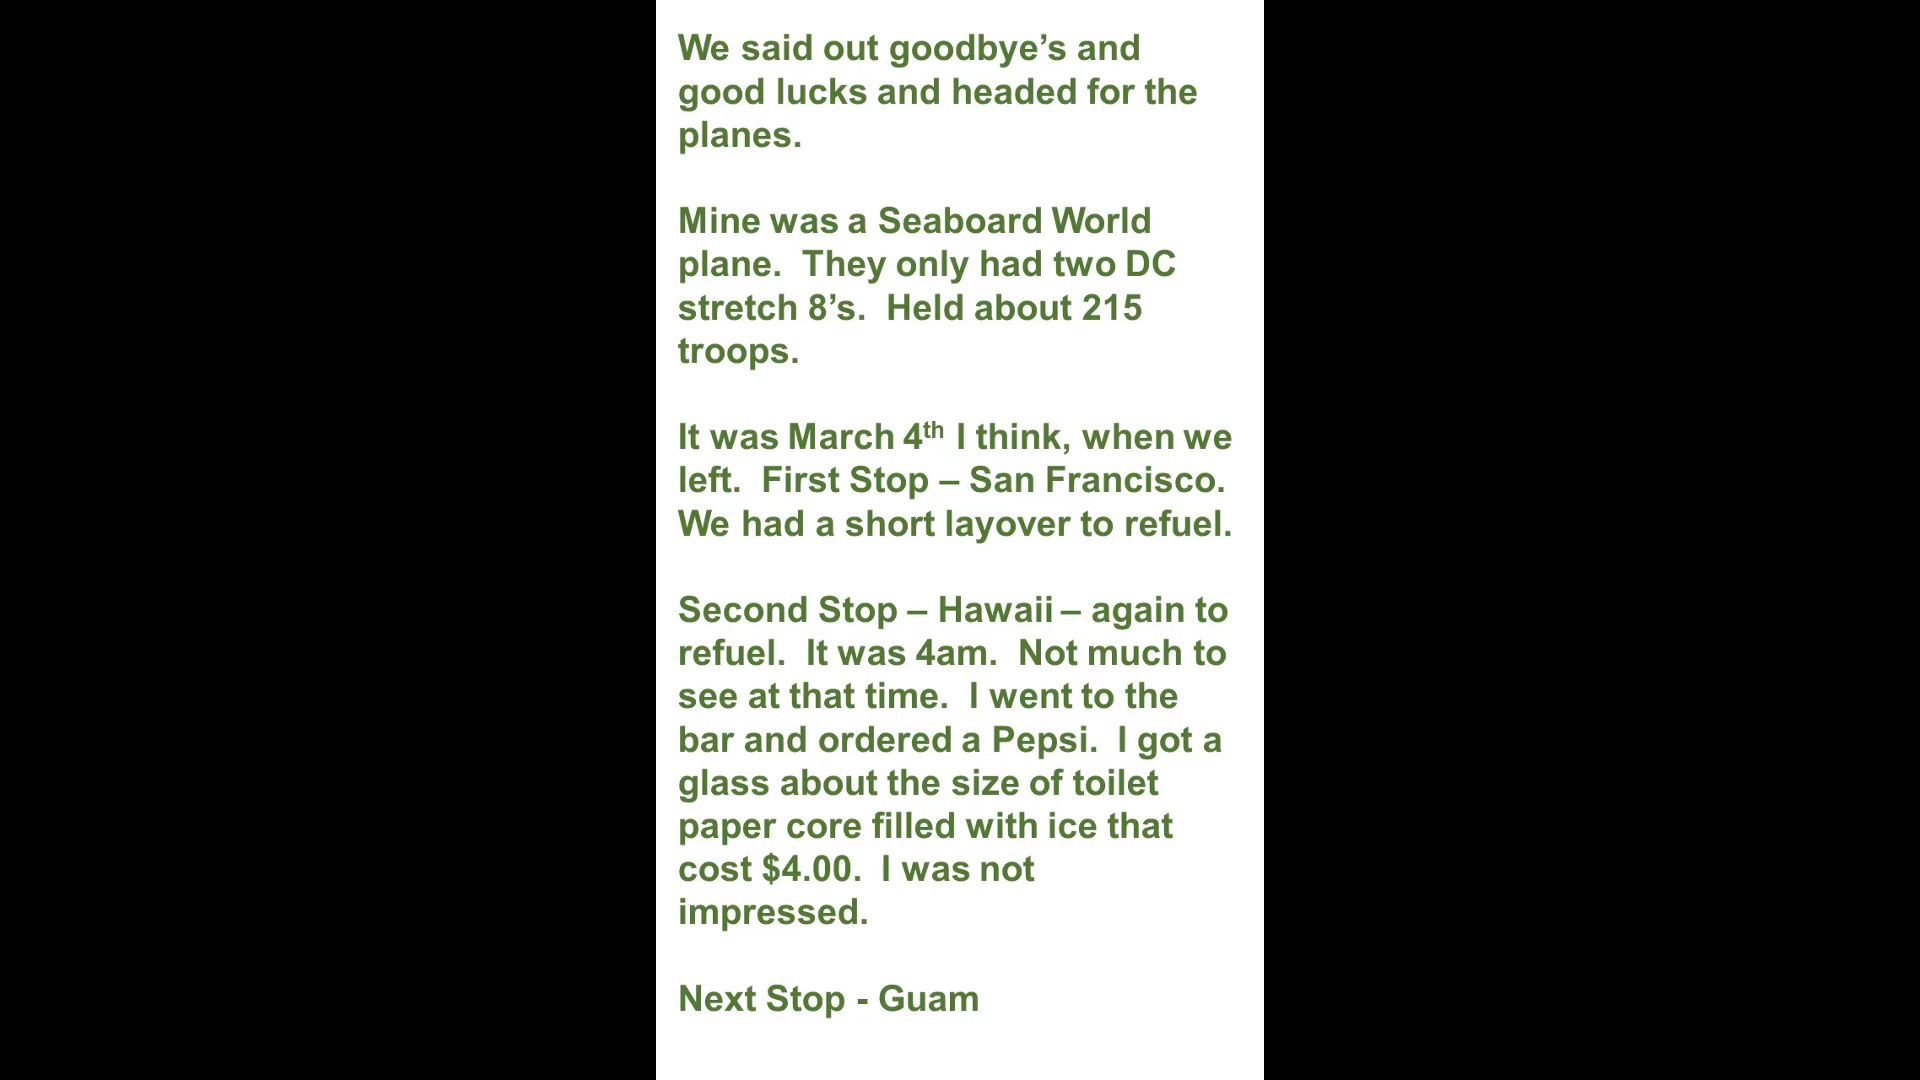 We said out goodbye’s and
good lucks and headed for the
planes.
Mine was a Seaboard World
plane.  They only had two DC
stretch 8’s.  Held about 215
troops.
It was March 4th I think, when we
left.  First Stop – San Francisco.
We had a short layover to refuel.
Second Stop – Hawaii – again to
refuel.  It was 4am.  Not much to
see at that time.  I went to the
bar and ordered a Pepsi.  I got a
glass about the size of toilet
paper core filled with ice that
cost $4.00.  I was not
impressed.
Next Stop - Guam